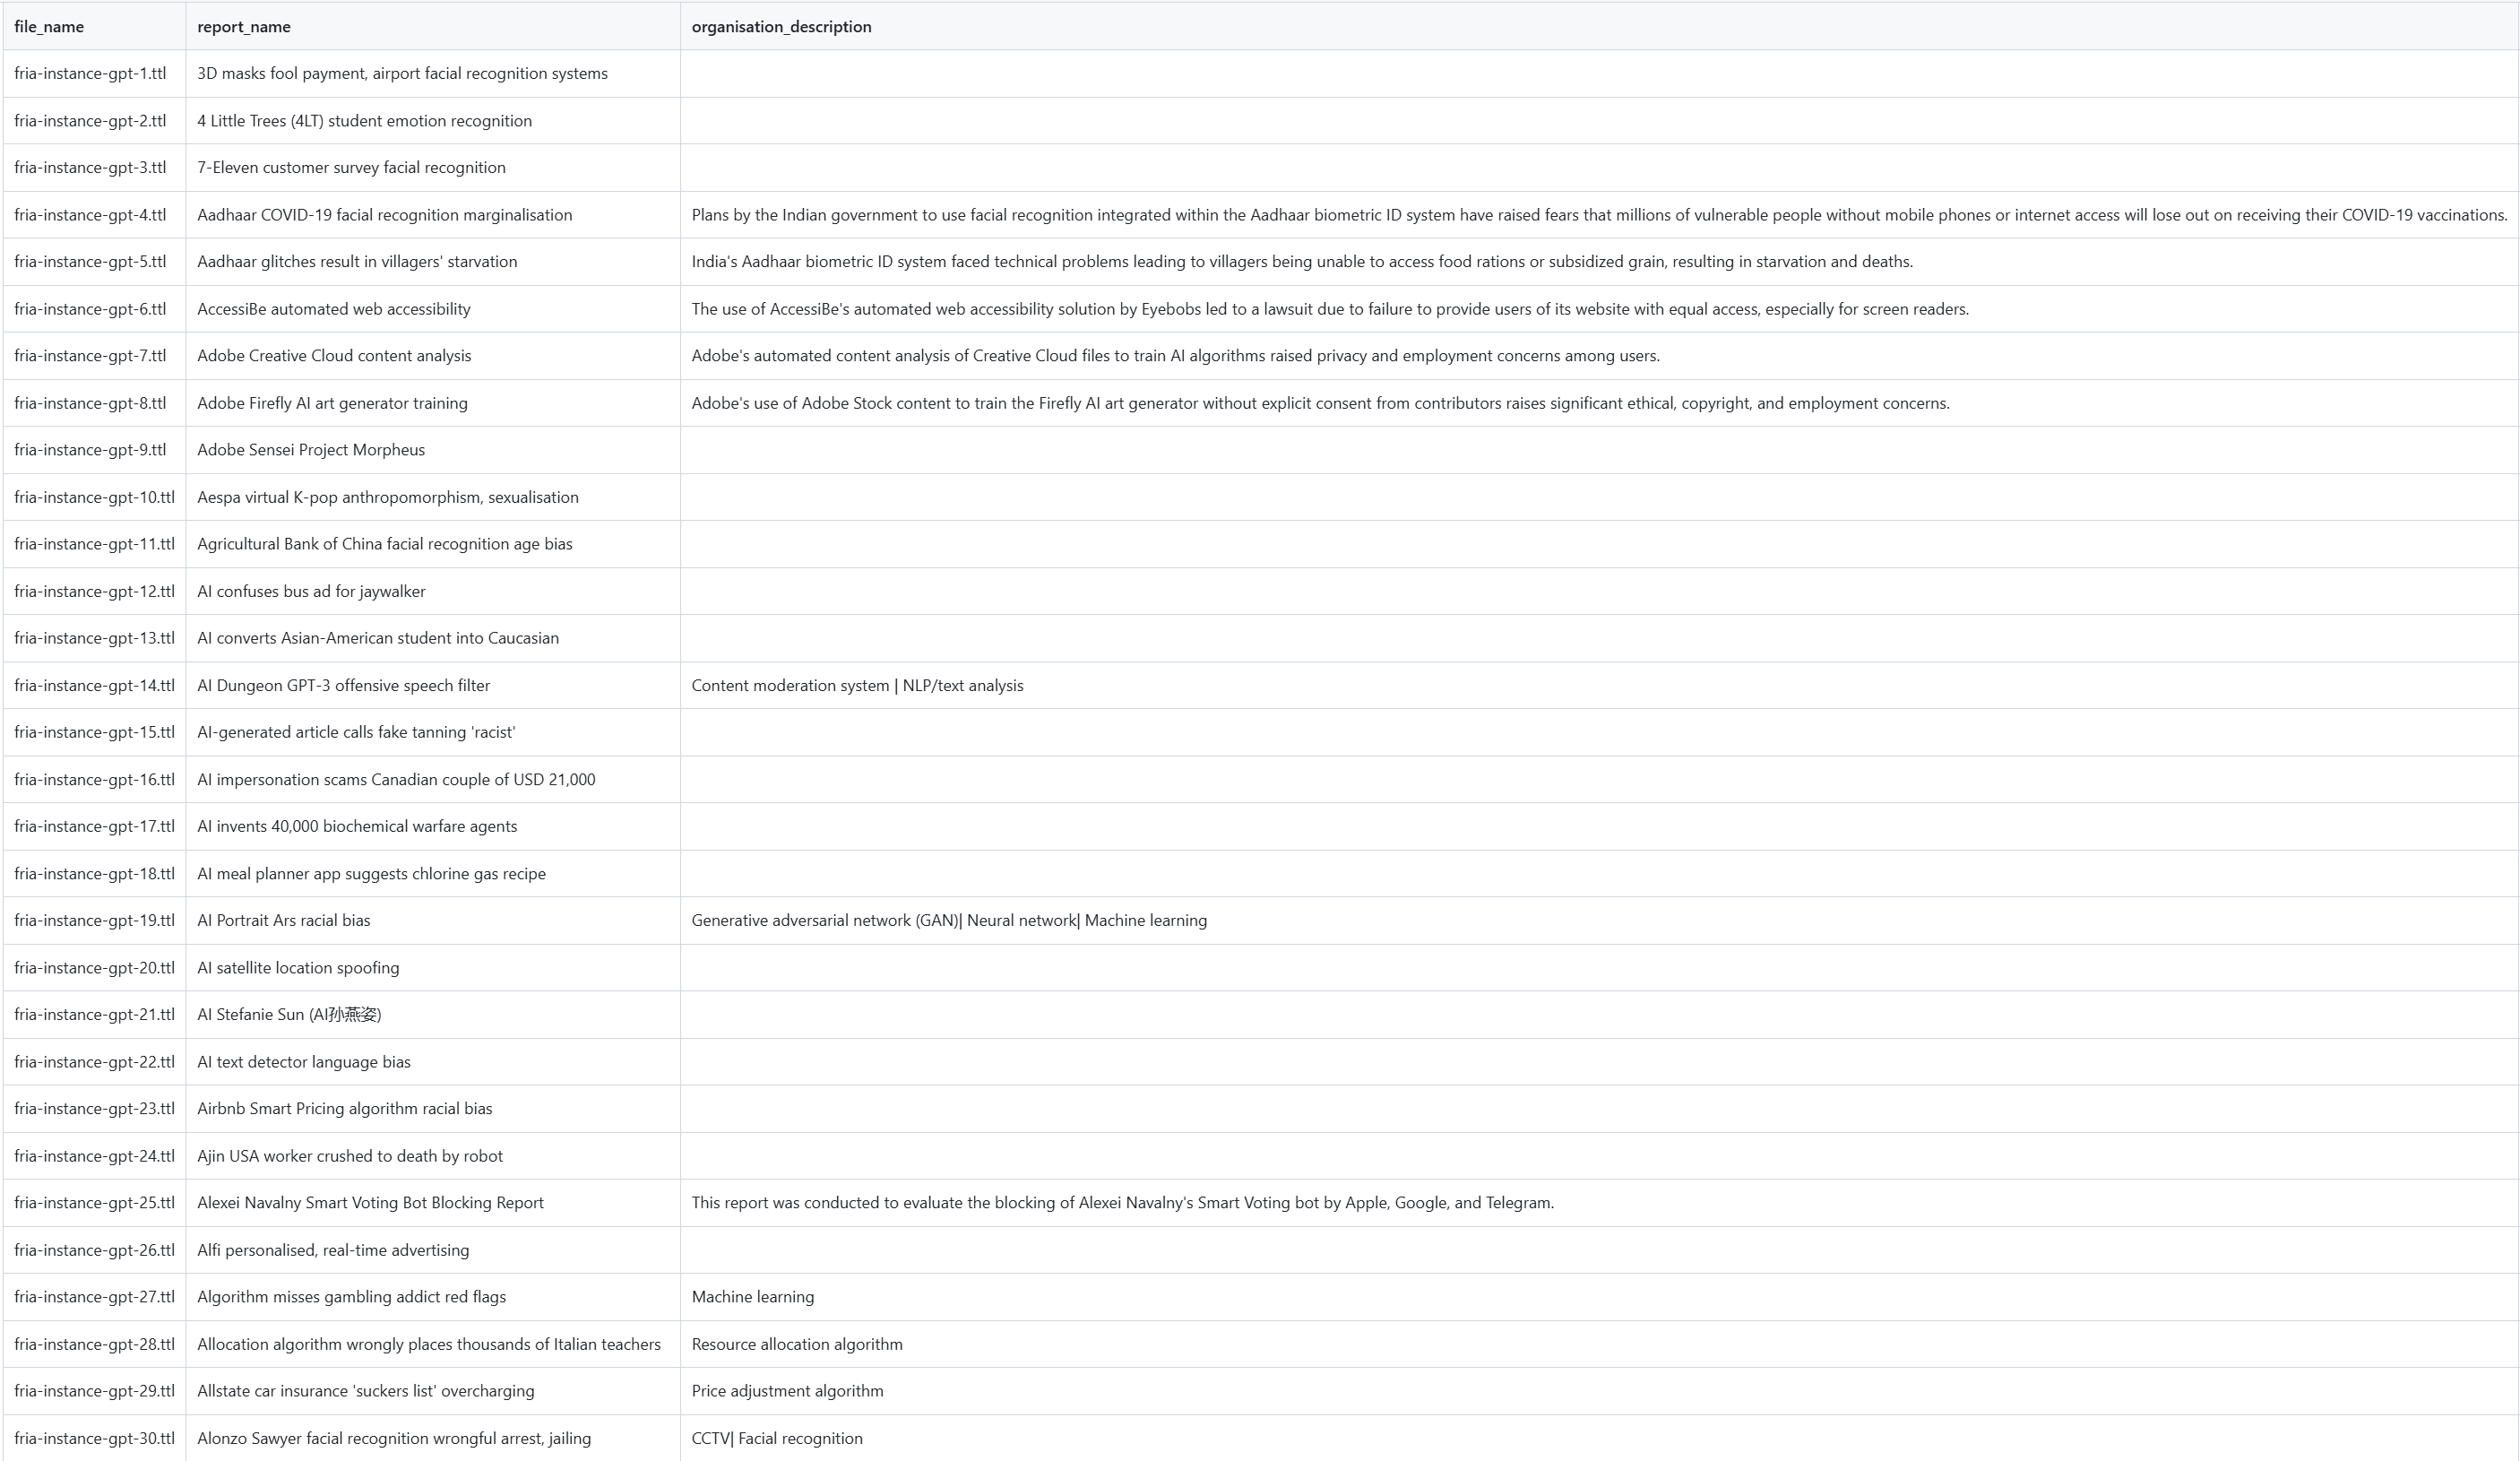 file_name report_name organisation_description
fria-instance-gpt-1.ttl 3D masks fool payment, airport facial recognition systems
fria-instance-gpt-2.ttl 4 Little Trees (4LT) student emotion recognition
fria-instance-gpt-3.ttl 7-Eleven customer survey facial recognition
fria-instance-gpt-4.ttl Aadhaar COVID-19 facial recognition marginalisation Plans by the Indian government to use facial recognition integrated within the Aadhaar biometric ID system have raised fears that millions of vulnerable people without mobile phones or internet access will lose out on receiving their COVID-19 vaccinations.
fria-instance-gpt-5.ttl Aadhaar glitches result in villagers' starvation India's Aadhaar biometric ID system faced technical problems leading to villagers being unable to access food rations or subsidized grain, resulting in starvation and deaths.
fria-instance-gpt-6.ttl AccessiBe automated web accessibility The use of AccessiBe's automated web accessibility solution by Eyebobs led to a lawsuit due to failure to provide users of its website with equal access, especially for screen readers.
fria-instance-gpt-7.ttl Adobe Creative Cloud content analysis Adobe's automated content analysis of Creative Cloud files to train AI algorithms raised privacy and employment concerns among users.
fria-instance-gpt-8.ttl Adobe Firefly AI art generator training Adobe's use of Adobe Stock content to train the Firefly AI art generator without explicit consent from contributors raises significant ethical, copyright, and employment concerns.
fria-instance-gpt-9.ttl Adobe Sensei Project Morpheus
fria-instance-gpt-10.ttl Aespa virtual K-pop anthropomorphism, sexualisation
fria-instance-gpt-11.ttl Agricultural Bank of China facial recognition age bias
fria-instance-gpt-12.ttl AI confuses bus ad for jaywalker
fria-instance-gpt-13.ttl AI converts Asian-American student into Caucasian
fria-instance-gpt-14.ttl AI Dungeon GPT-3 offensive speech filter Content moderation system | NLP/text analysis
fria-instance-gpt-15.ttl AI-generated article calls fake tanning 'racist'
fria-instance-gpt-16.ttl AI impersonation scams Canadian couple of USD 21,000
fria-instance-gpt-17.ttl AI invents 40,000 biochemical warfare agents
fria-instance-gpt-18.ttl AI meal planner app suggests chlorine gas recipe
fria-instance-gpt-19.ttl AI Portrait Ars racial bias Generative adversarial network (GAN)| Neural network| Machine learning
fria-instance-gpt-20.ttl AI satellite location spoofing
fria-instance-gpt-21.ttl AI Stefanie Sun (AI孙燕姿)
fria-instance-gpt-22.ttl AI text detector language bias
fria-instance-gpt-23.ttl Airbnb Smart Pricing algorithm racial bias
fria-instance-gpt-24.ttl Ajin USA worker crushed to death by robot
fria-instance-gpt-25.ttl Alexei Navalny Smart Voting Bot Blocking Report This report was conducted to evaluate the blocking of Alexei Navalny's Smart Voting bot by Apple, Google, and Telegram.
fria-instance-gpt-26.ttl Alfi personalised, real-time advertising
fria-instance-gpt-27.ttl Algorithm misses gambling addict red flags Machine learning
fria-instance-gpt-28.ttl Allocation algorithm wrongly places thousands of Italian teachers Resource allocation algorithm
fria-instance-gpt-29.ttl Allstate car insurance 'suckers list' overcharging Price adjustment algorithm
fria-instance-gpt-30.ttl Alonzo Sawyer facial recognition wrongful arrest, jailing CCTV| Facial recognition